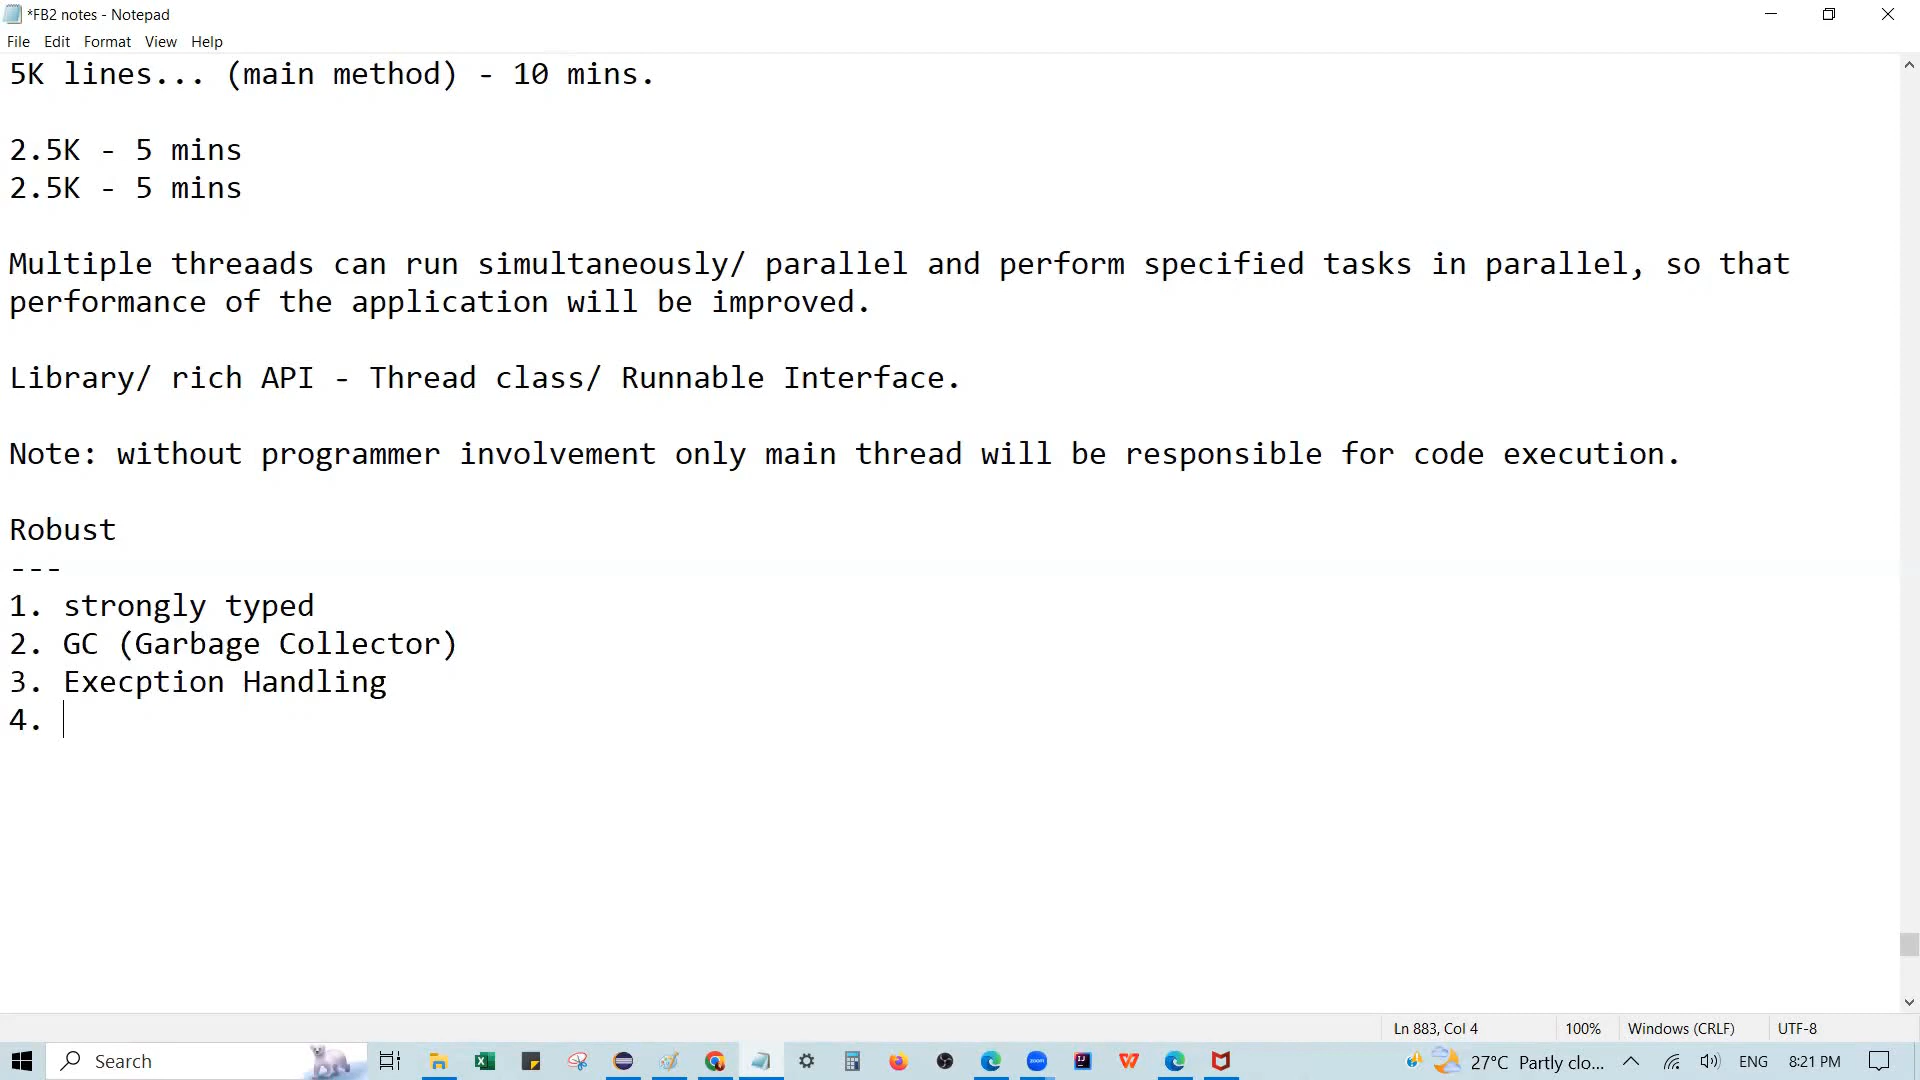 *FB2 notes - Notepad
File Edit Format View Help
5K lines... (main method) - 10 mins.
2.5K - 5 mins
2.5K - 5 mins
Multiple threaads can run simultaneously/ parallel and perform specified tasks in parallel, so that
performance of the application will be improved.
Library/ rich API - Thread class/ Runnable Interface.
Note: without programmer involvement only main thread will be responsible for code execution.
Robust
---
1. strongly typed
2. GC (Garbage Collector)
3. Execption Handling
4.
Ln 883, Col 4 100% Windows (CRLF) UTF-8
Search 27°C Partly clo... ENG 8:21 PM